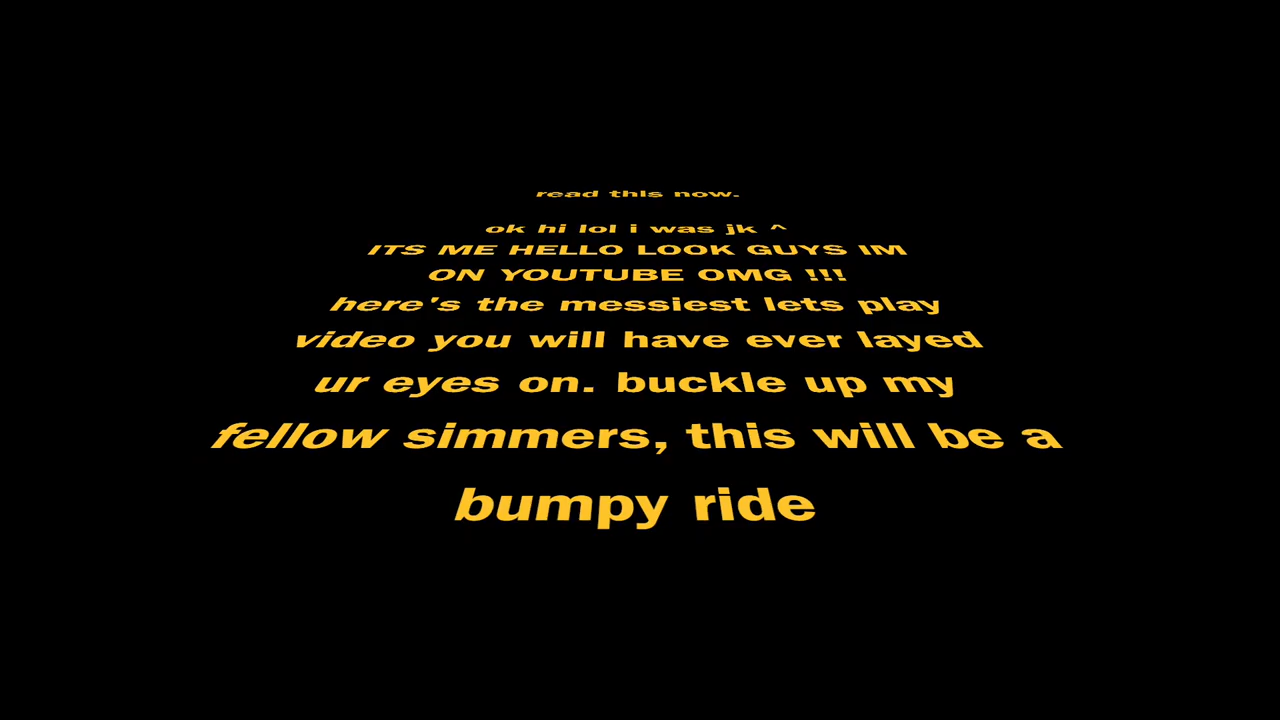 read this now.
ok hi lol i was jk ^
ITS ME HELLO LOOK GUYS IM
ON YOUTUBE OMG !!!
here's the messiest lets play
video you will have ever layed
ur eyes on. buckle up my
fellow simmers, this will be a
bumpy ride